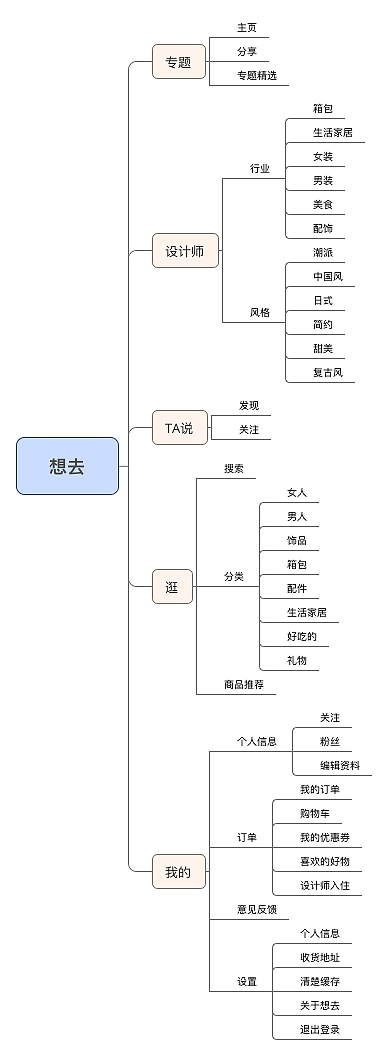 想去
专题
主页
分享
专题精选
设计师
行业
箱包
生活家居
女装
男装
美食
配饰
风格
潮派
中国风
日式
简约
甜美
复古风
TA说
发现
关注
逛
搜索
分类
女人
男人
饰品
箱包
配件
生活家居
好吃的
礼物
商品推荐
我的
个人信息
关注
粉丝
编辑资料
订单
我的订单
购物车
我的优惠券
喜欢的好物
设计师入住
意见反馈
设置
个人信息
收货地址
清楚缓存
关于想去
退出登录